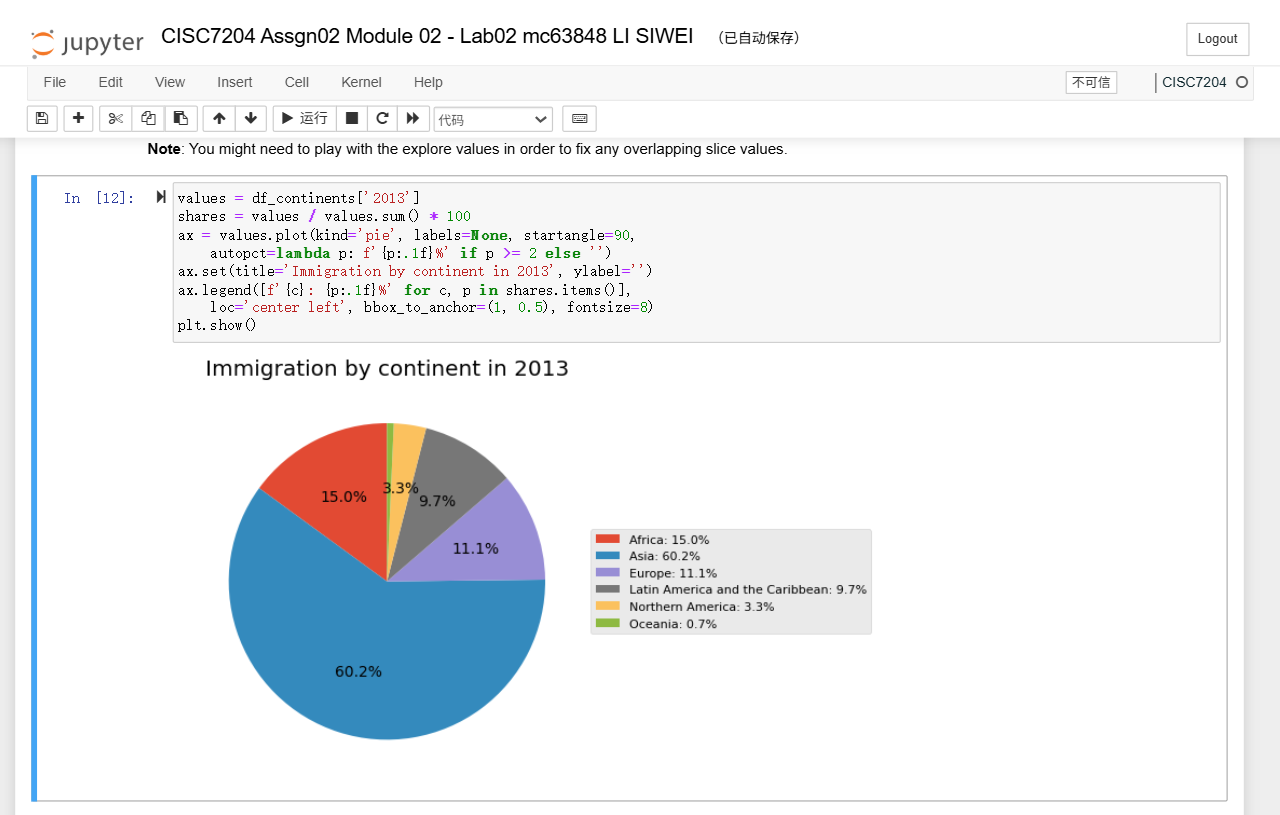 jupyter CISC7204 Assgn02 Module 02 - Lab02 mc63848 LI SIWEI (已自动保存) Logout
File Edit View Insert Cell Kernel Help 不可信 CISC7204
运行 代码
Note: You might need to play with the explore values in order to fix any overlapping slice values.
In [12]:
values = df_continents['2013']
shares = values / values.sum() * 100
ax = values.plot(kind='pie', labels=None, startangle=90,
    autopct=lambda p: f'{p:.1f}%' if p >= 2 else '')
ax.set(title='Immigration by continent in 2013', ylabel='')
ax.legend([f'{c}: {p:.1f}%' for c, p in shares.items()],
    loc='center left', bbox_to_anchor=(1, 0.5), fontsize=8)
plt.show()
Immigration by continent in 2013
3.3%
15.0%
9.7%
11.1%
60.2%
Africa: 15.0%
Asia: 60.2%
Europe: 11.1%
Latin America and the Caribbean: 9.7%
Northern America: 3.3%
Oceania: 0.7%